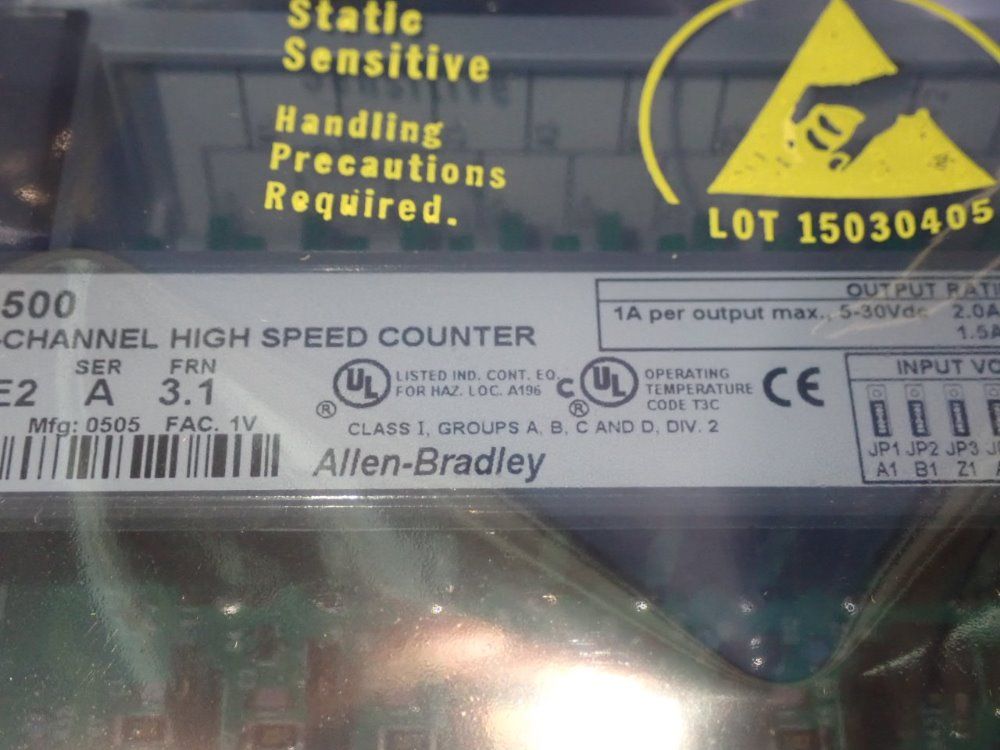 Static
Sensitive
Handling
Precautions
Required.
LOT 15030405
500
-CHANNEL HIGH SPEED COUNTER
OUTPUT RATI
1A per output max., 5-30Vdc 2.0A
1.5A
SER FRN
E2 A 3.1
Mfg: 0505 FAC. 1V
UL
®
LISTED IND. CONT. EQ.
FOR HAZ. LOC. A196
C UL
®
OPERATING
TEMPERATURE
CODE T3C
CE
CLASS I, GROUPS A, B, C AND D, DIV. 2
Allen-Bradley
INPUT VO
JP1 JP2 JP3 J
A1 B1 Z1